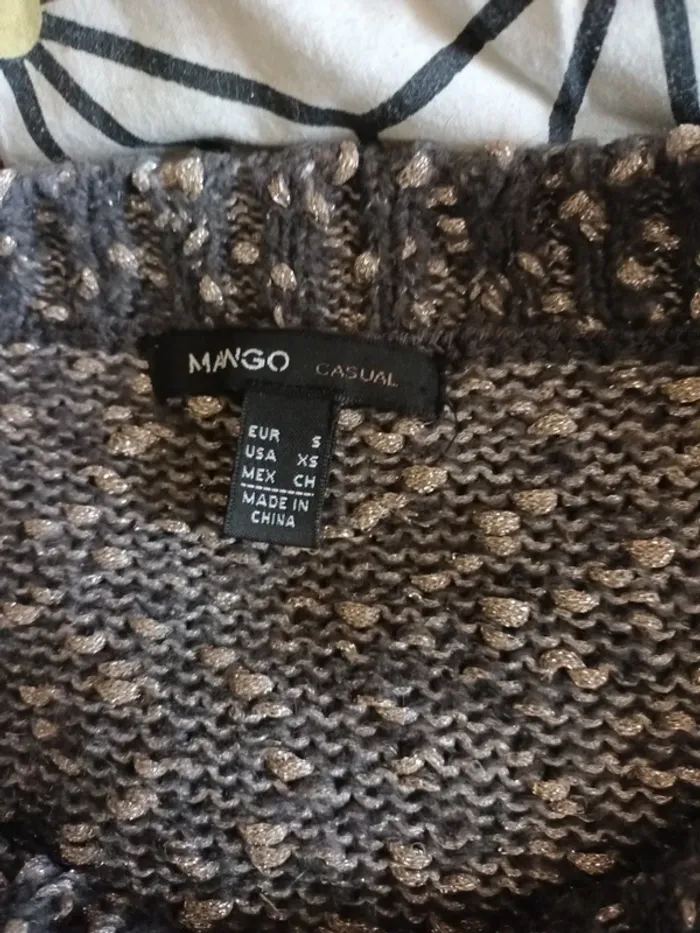 MANGO CASUAL
EUR S
USA XS
MEX CH
MADE IN
CHINA